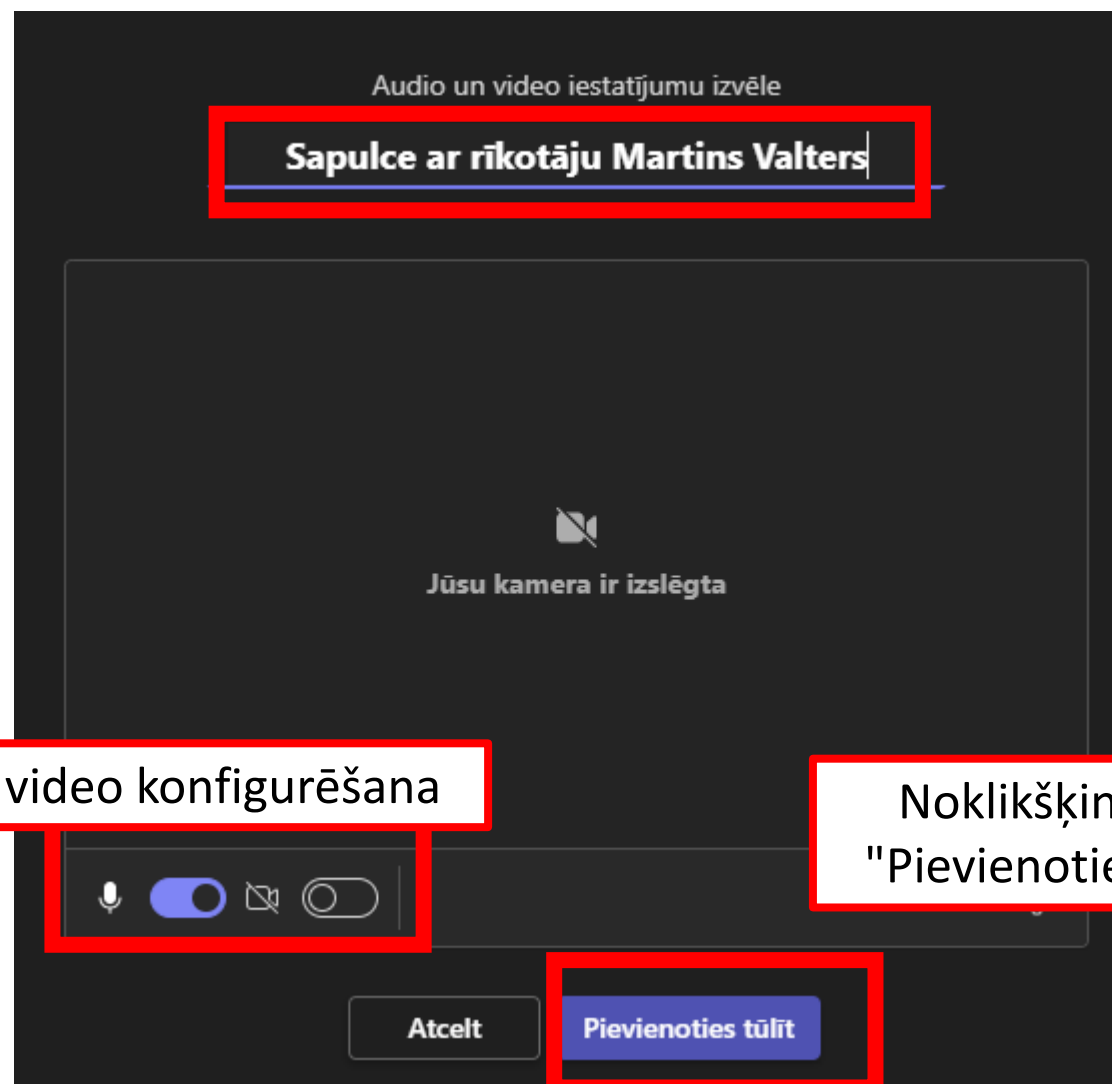 Audio un video iestatījumu izvēle
Sapulce ar rīkotāju Martins Valters
Jūsu kamera ir izslēgta
video konfigurēšana
"Pievienotie
Atcelt
Pievienoties tūlīt